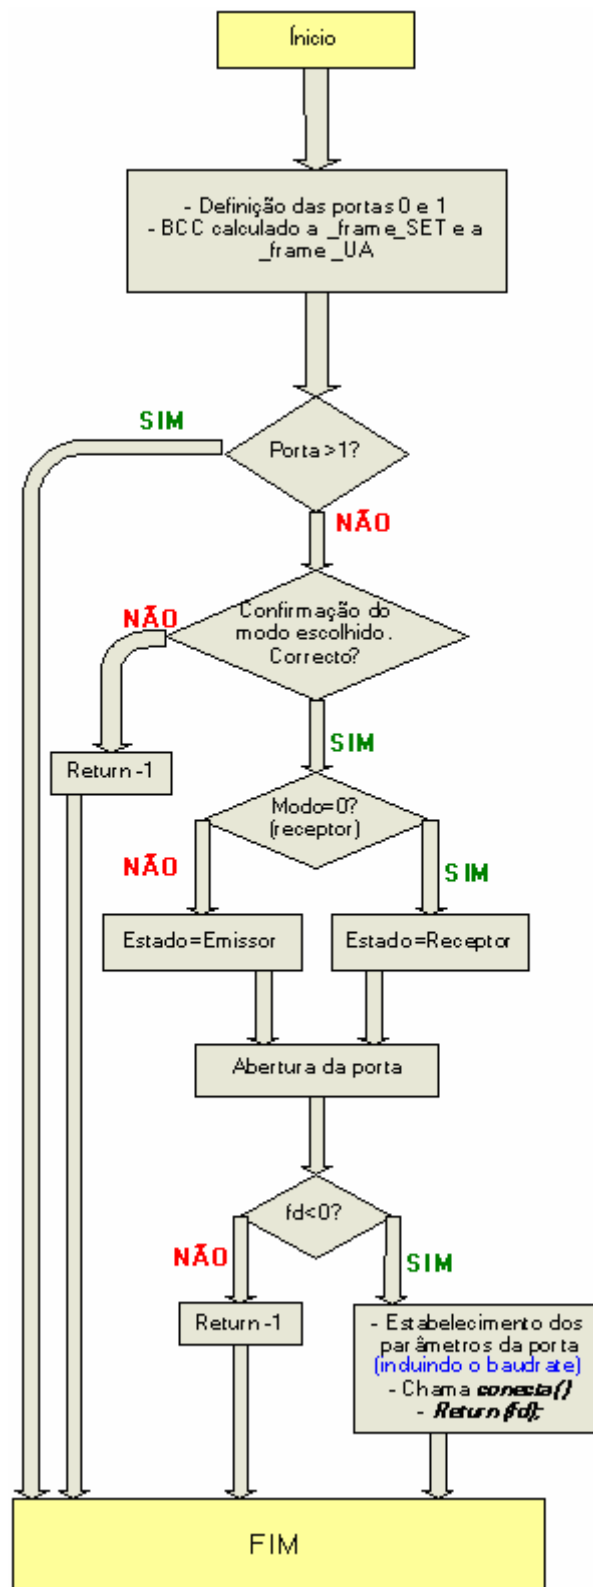 Ínicio
- Definição das portas 0 e 1
- BCC calculado a _frame_SET e a
_frame_UA
SIM
Porta >1?
NÃO
NÃO
Confirmação do
modo escolhido.
Correcto?
SIM
Return -1
Modo=0?
(receptor)
NÃO
SIM
Estado=Emissor
Estado=Receptor
Abertura da porta
fd<0?
NÃO
SIM
Return -1
- Estabelecimento dos
parâmetros da porta
(incluindo o baudrate)
- Chama conecta()
- Return (fd);
FIM